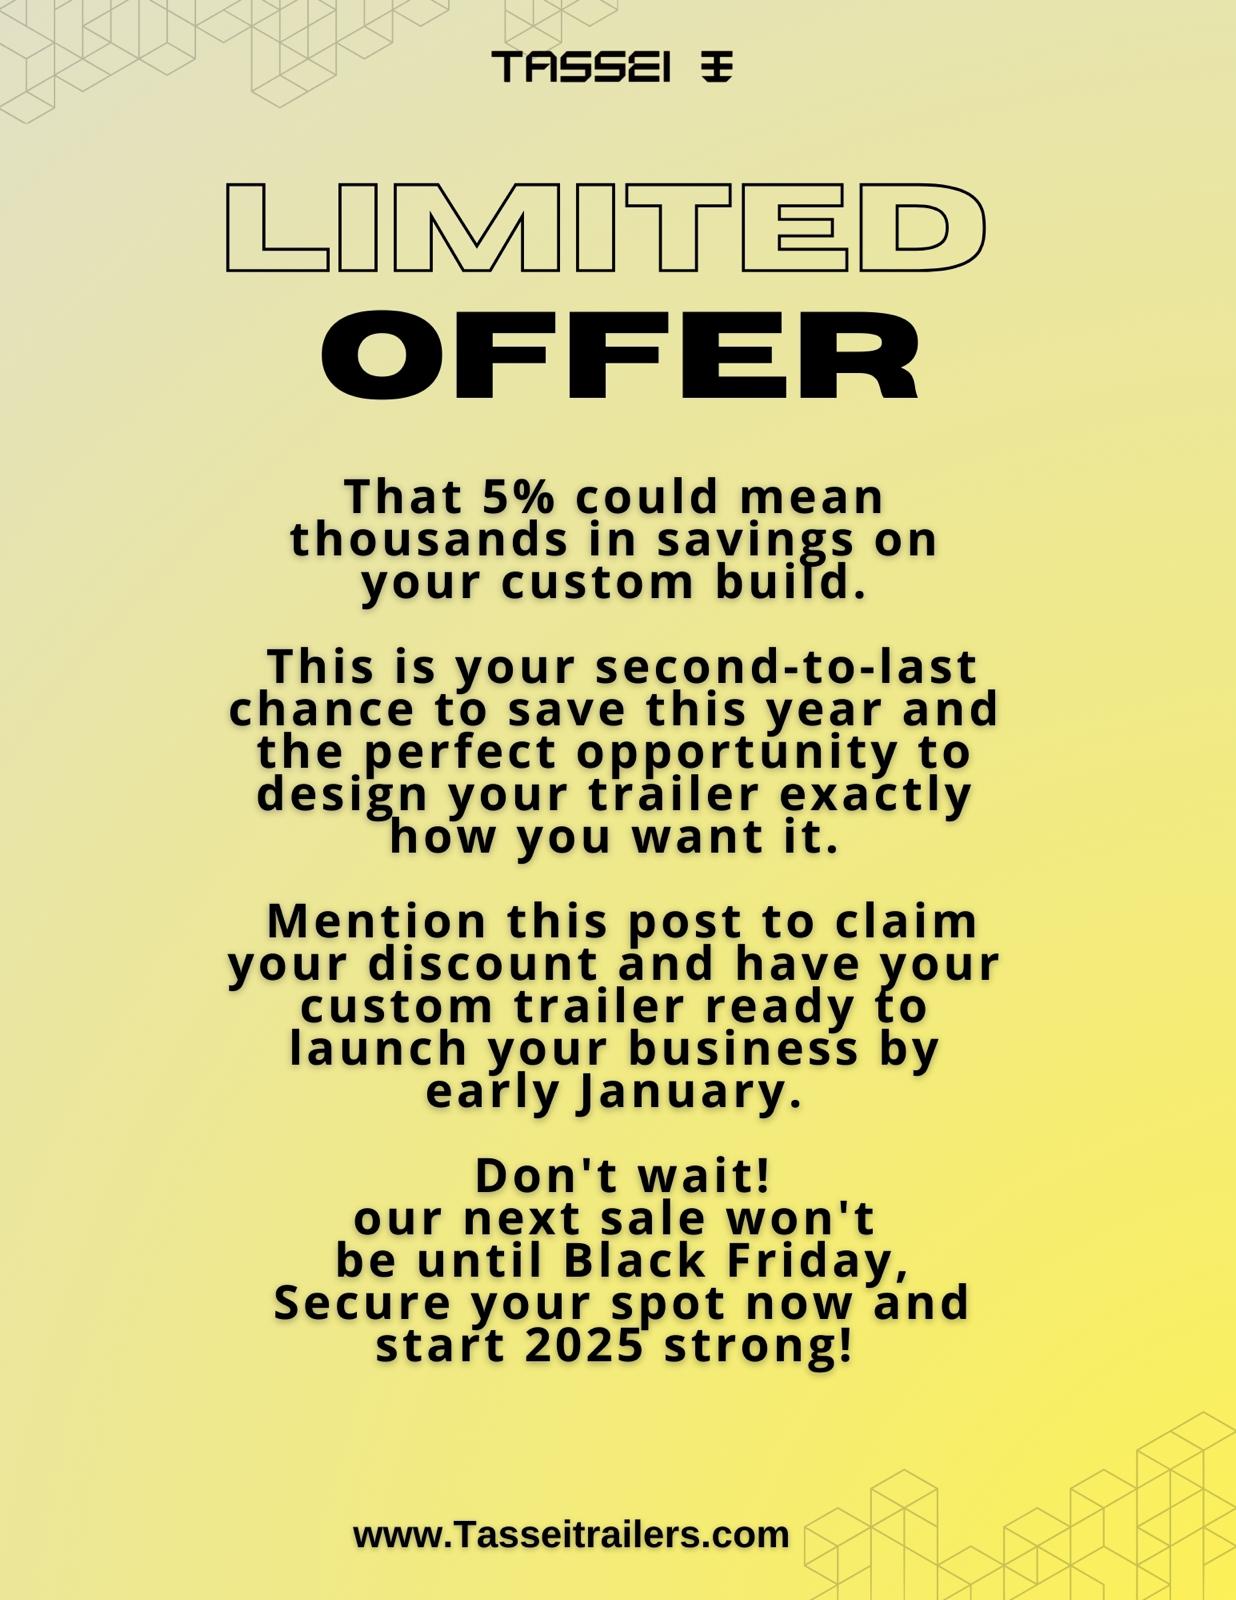 TASSEI
LIMITED
OFFER
That 5% could mean
thousands in savings on
your custom build.
This is your second-to-last
chance to save this year and
the perfect opportunity to
design your trailer exactly
how you want it.
Mention this post to claim
your discount and have your
custom trailer ready to
launch your business by
early January.
Don't wait!
our next sale won't
be until Black Friday,
Secure your spot now and
start 2025 strong!
www.Tasseitrailers.com